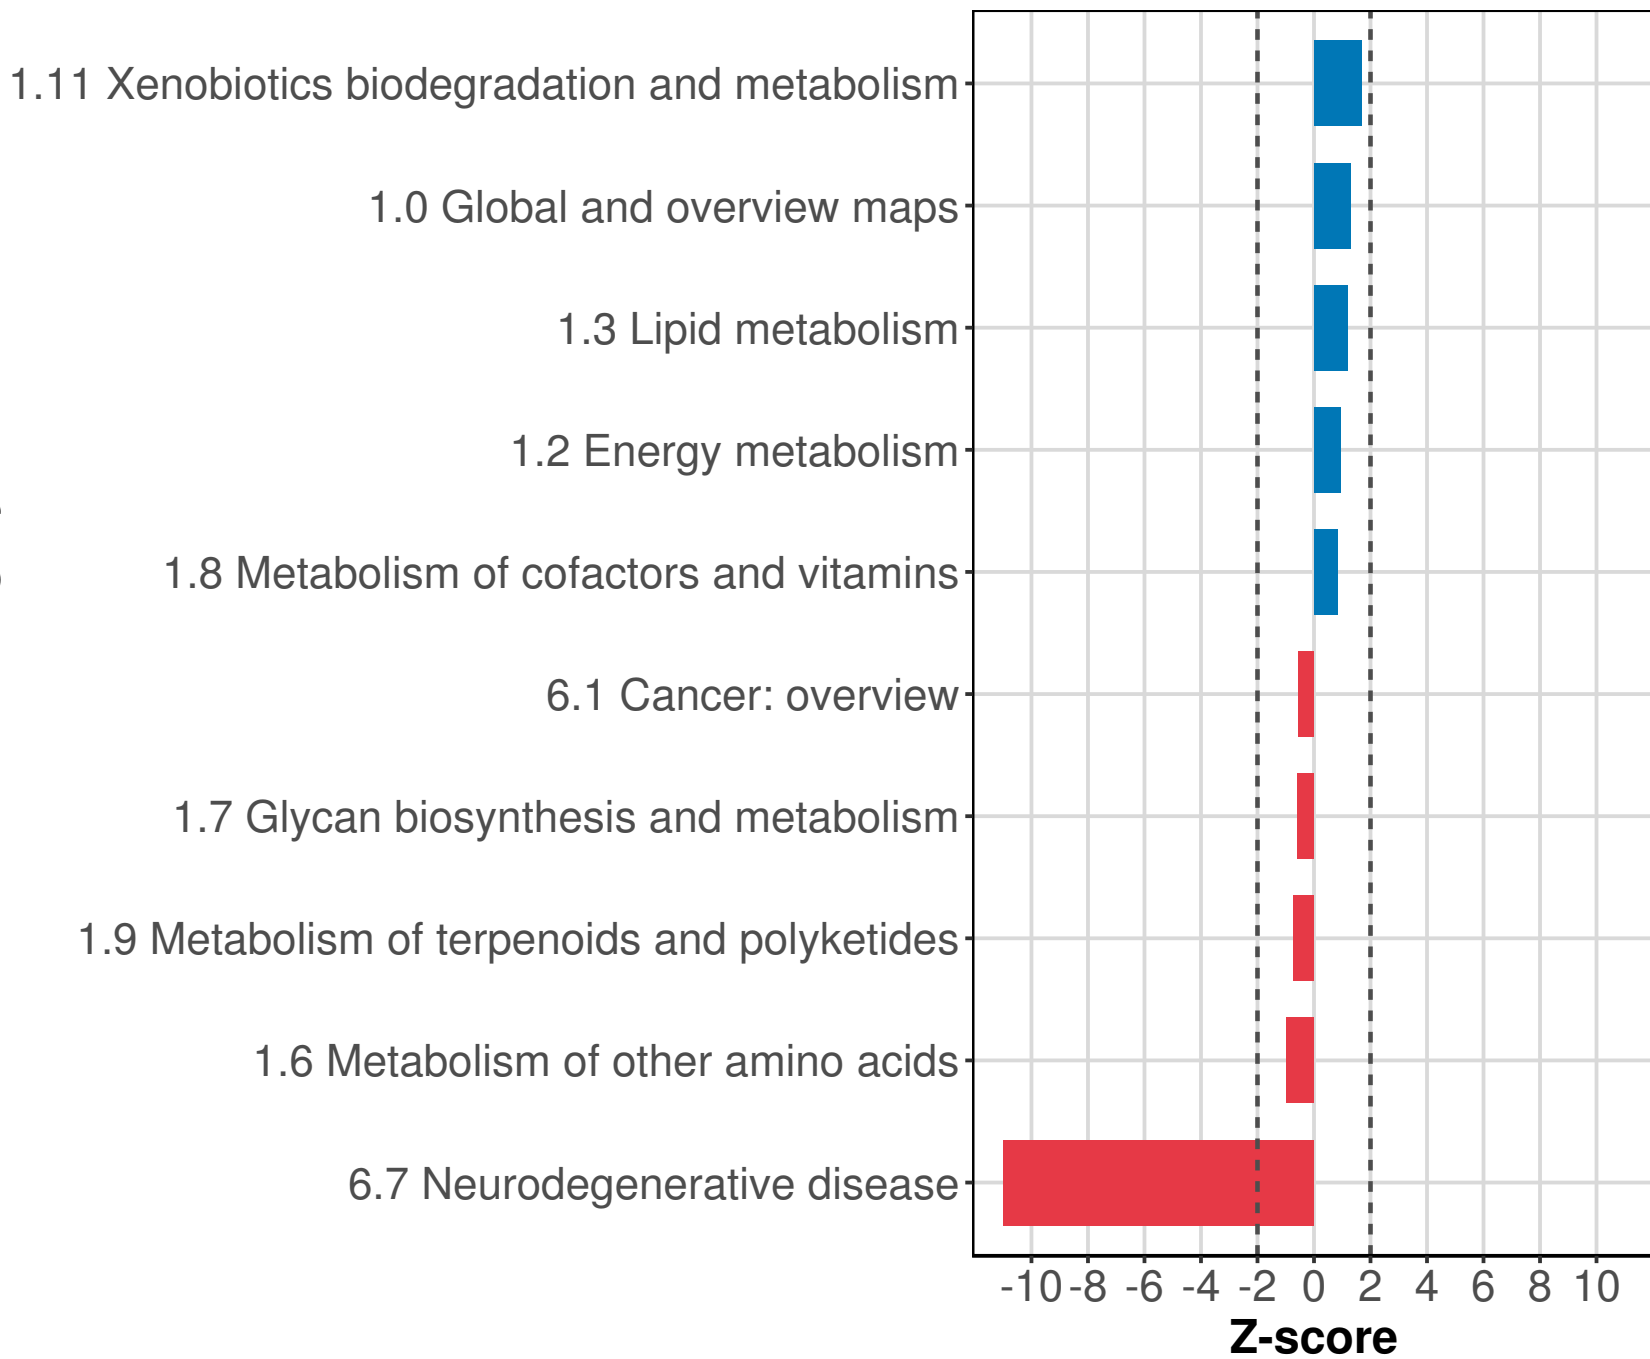 1.11 Xenobiotics biodegradation and metabolism
1.0 Global and overview maps
1.3 Lipid metabolism
1.2 Energy metabolism
1.8 Metabolism of cofactors and vitamins
6.1 Cancer: overview
1.7 Glycan biosynthesis and metabolism
1.9 Metabolism of terpenoids and polyketides
1.6 Metabolism of other amino acids
6.7 Neurodegenerative disease
-10 -8 -6 -4 -2 0 2 4 6 8 10
Z-score